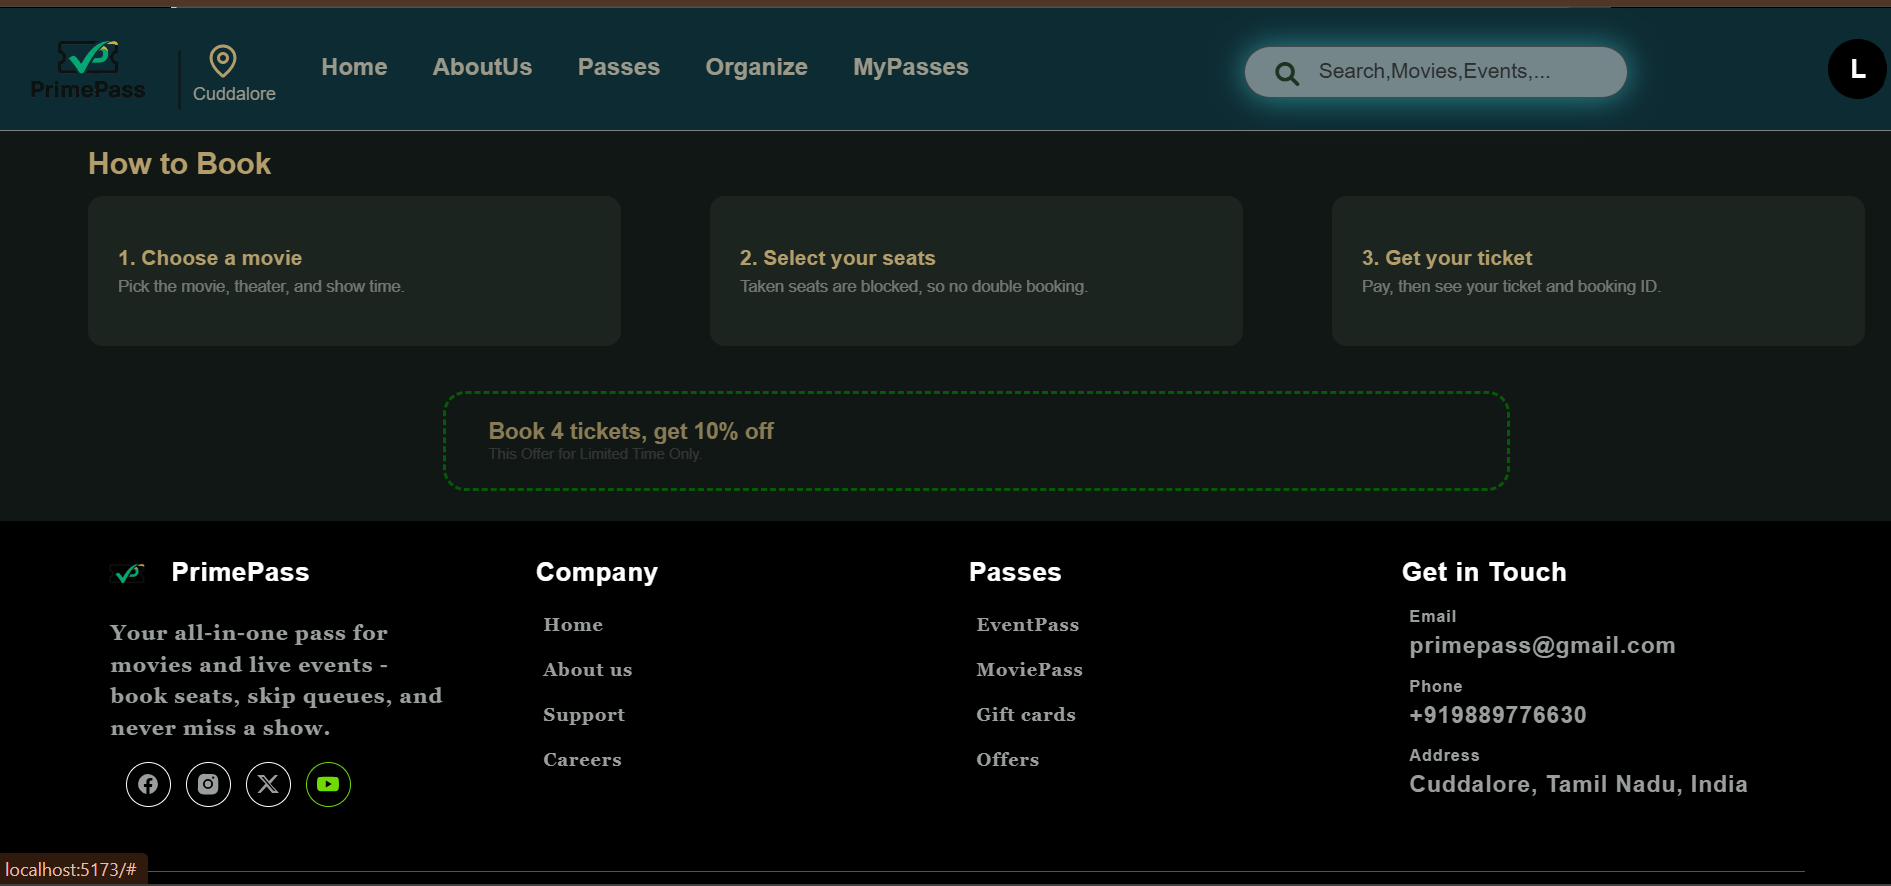 PrimePass
Cuddalore
Home
AboutUs
Passes
Organize
MyPasses
Search,Movies,Events,...
L
How to Book
1. Choose a movie
Pick the movie, theater, and show time.
2. Select your seats
Taken seats are blocked, so no double booking.
3. Get your ticket
Pay, then see your ticket and booking ID.
Book 4 tickets, get 10% off
This Offer for Limited Time Only.
PrimePass
Your all-in-one pass for
movies and live events -
book seats, skip queues, and
never miss a show.
Company
Home
About us
Support
Careers
Passes
EventPass
MoviePass
Gift cards
Offers
Get in Touch
Email
primepass@gmail.com
Phone
+919889776630
Address
Cuddalore, Tamil Nadu, India
localhost:5173/#